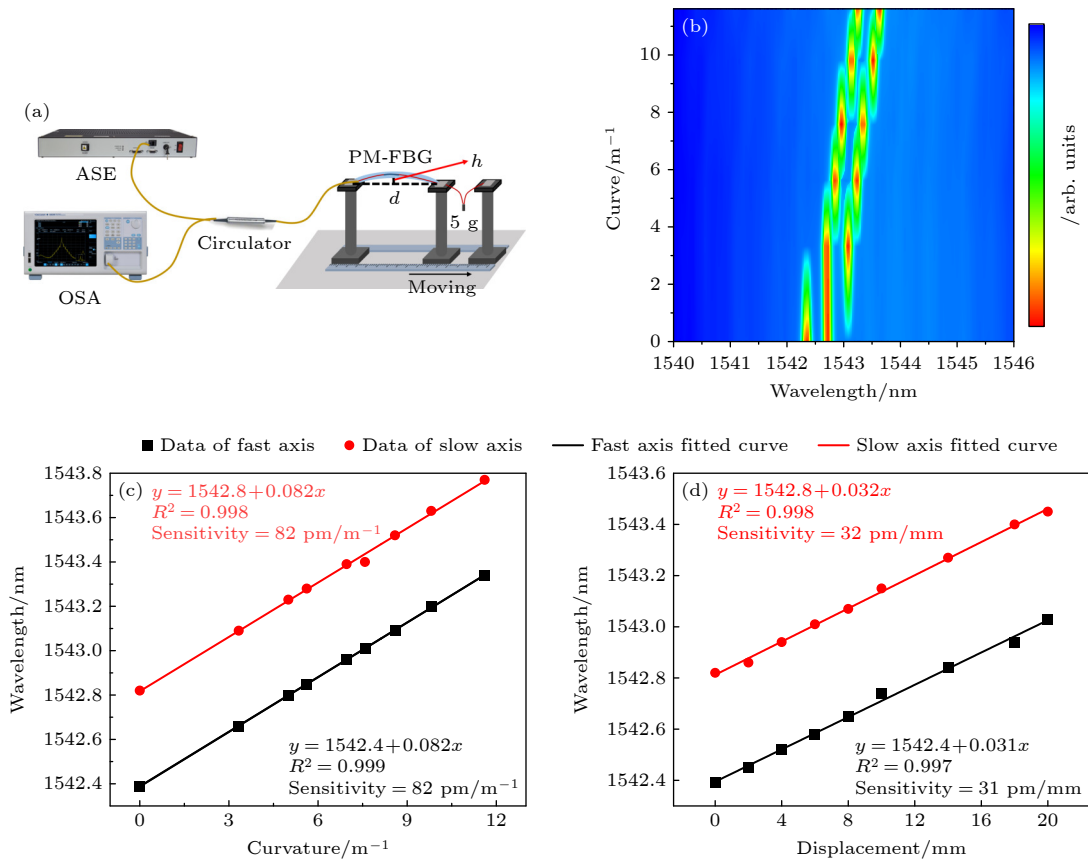 (a)
ASE
OSA
Circulator
PM-FBG
h
d
5 g
Moving
(b)
Curve/m⁻¹
10
8
6
4
2
0
1540 1541 1542 1543 1544 1545 1546
Wavelength/nm
/arb. units
Data of fast axis Data of slow axis Fast axis fitted curve Slow axis fitted curve
(c)
y = 1542.8+0.082x
R² = 0.998
Sensitivity = 82 pm/m⁻¹
y = 1542.4+0.082x
R² = 0.999
Sensitivity = 82 pm/m⁻¹
Wavelength/nm
1543.8
1543.6
1543.4
1543.2
1543.0
1542.8
1542.6
1542.4
0 3 6 9 12
Curvature/m⁻¹
(d)
y = 1542.8+0.032x
R² = 0.998
Sensitivity = 32 pm/mm
y = 1542.4+0.031x
R² = 0.997
Sensitivity = 31 pm/mm
Wavelength/nm
1543.6
1543.4
1543.2
1543.0
1542.8
1542.6
1542.4
0 4 8 12 16 20
Displacement/mm